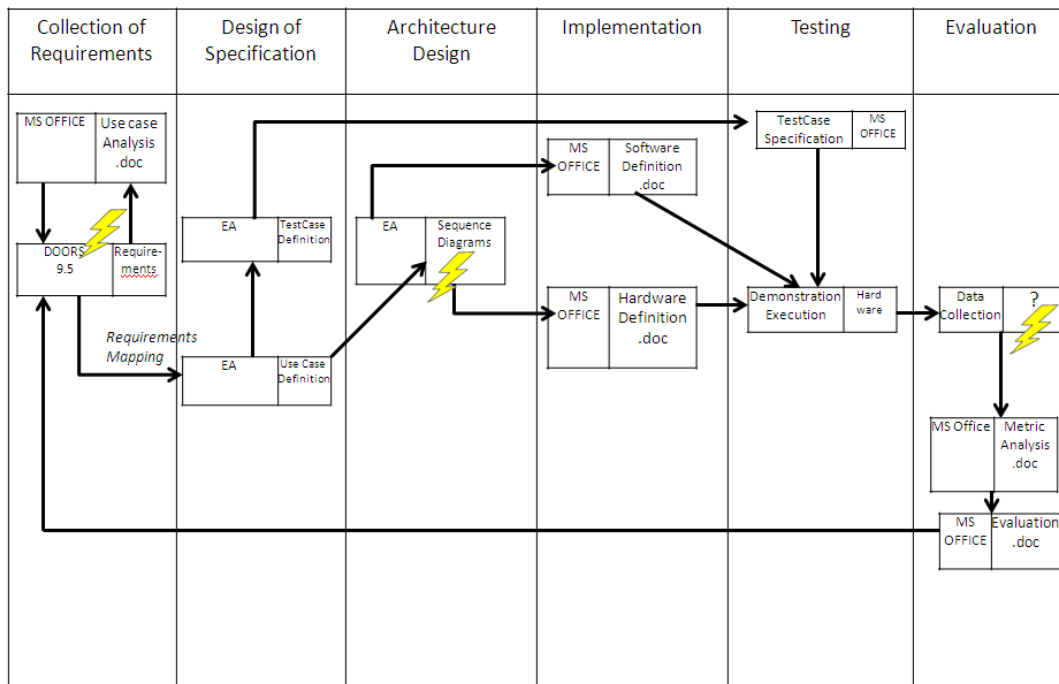 Collection of
Requirements
Design of
Specification
Architecture
Design
Implementation
Testing
Evaluation
MS OFFICE
Use case
Analysis
.doc
DOORS
9.5
Require-
ments
Requirements
Mapping
EA
TestCase
Definition
EA
Use Case
Definition
EA
Sequence
Diagrams
MS
OFFICE
Software
Definition
.doc
MS
OFFICE
Hardware
Definition
.doc
TestCase
Specification
MS
OFFICE
Demonstration
Execution
Hard
ware
Data
Collection
?
MS Office
Metric
Analysis
.doc
MS
OFFICE
Evaluation
.doc